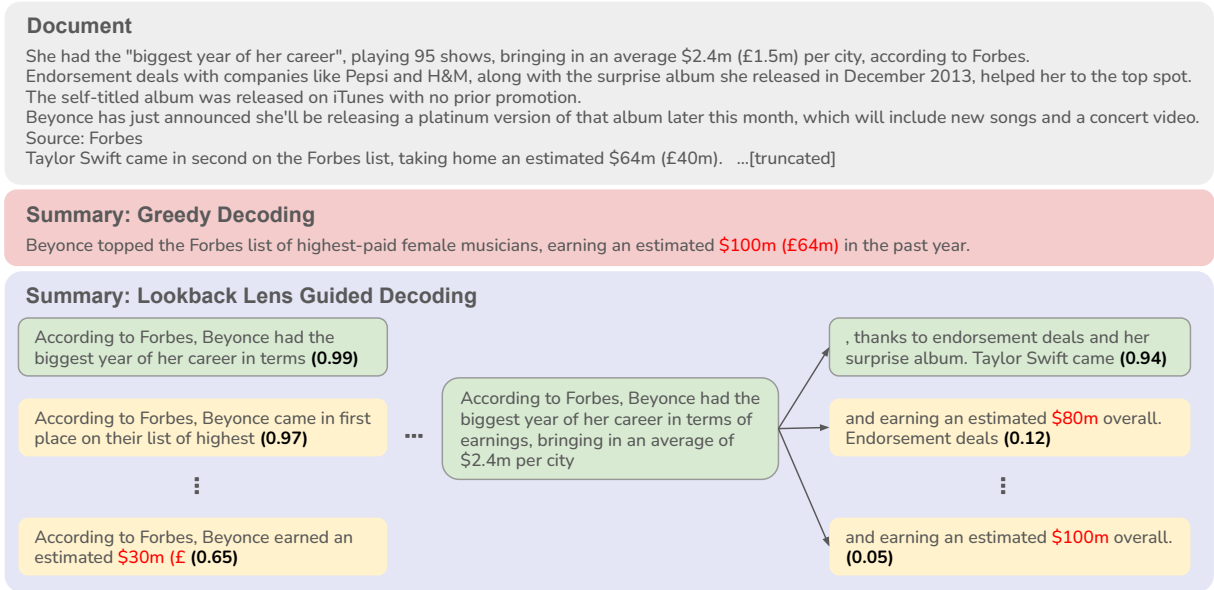 Document
She had the "biggest year of her career", playing 95 shows, bringing in an average $2.4m (£1.5m) per city, according to Forbes.
Endorsement deals with companies like Pepsi and H&M, along with the surprise album she released in December 2013, helped her to the top spot.
The self-titled album was released on iTunes with no prior promotion.
Beyonce has just announced she'll be releasing a platinum version of that album later this month, which will include new songs and a concert video.
Source: Forbes
Taylor Swift came in second on the Forbes list, taking home an estimated $64m (£40m). ...[truncated]
Summary: Greedy Decoding
Beyonce topped the Forbes list of highest-paid female musicians, earning an estimated $100m (£64m) in the past year.
Summary: Lookback Lens Guided Decoding
According to Forbes, Beyonce had the
biggest year of her career in terms (0.99)
According to Forbes, Beyonce came in first
place on their list of highest (0.97)
⋮
According to Forbes, Beyonce earned an
estimated $30m (£ (0.65)
...
According to Forbes, Beyonce had the
biggest year of her career in terms of
earnings, bringing in an average of
$2.4m per city
, thanks to endorsement deals and her
surprise album. Taylor Swift came (0.94)
and earning an estimated $80m overall.
Endorsement deals (0.12)
⋮
and earning an estimated $100m overall.
(0.05)